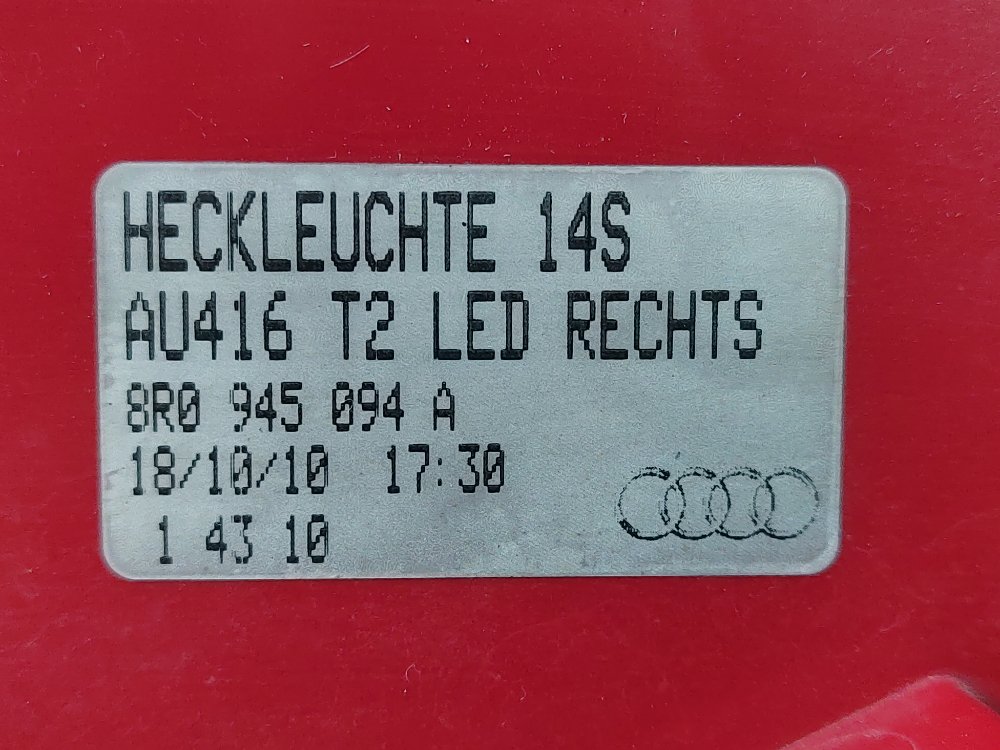 HECKLEUCHTE 14S
AU416 T2 LED RECHTS
8R0 945 094 A
18/10/10 17:30
1 43 10